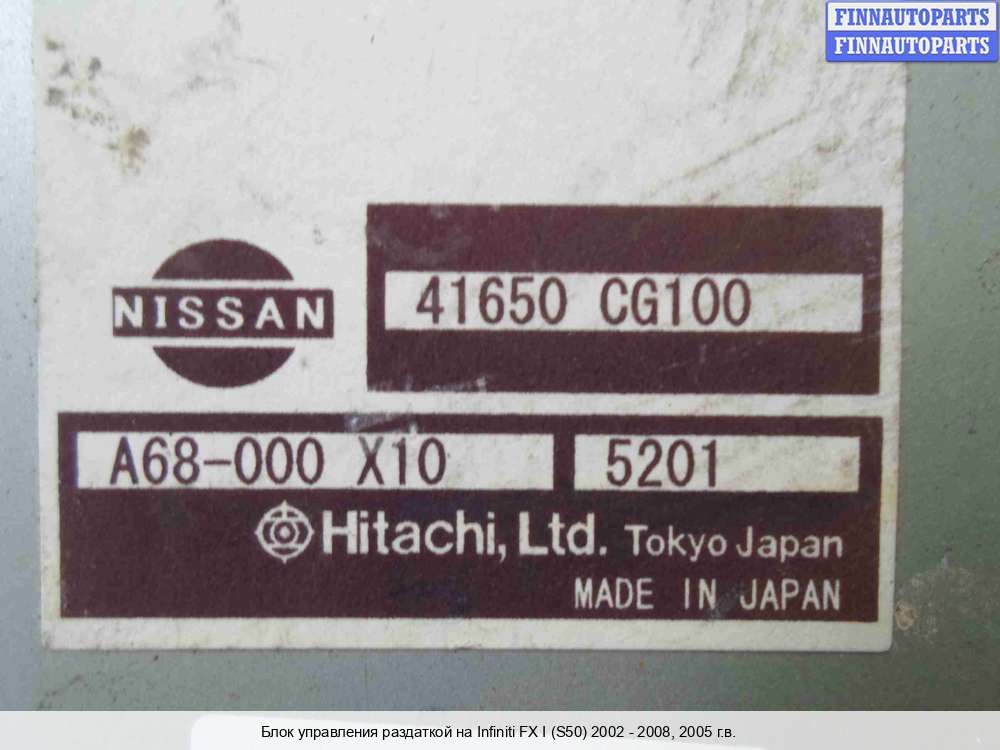 FINNAUTOPARTS
FINNAUTOPARTS
NISSAN
41650 CG100
A68-000 X10
5201
Hitachi, Ltd. Tokyo Japan
MADE IN JAPAN
Блок управления раздаткой на Infiniti FX I (S50) 2002 - 2008, 2005 г.в.